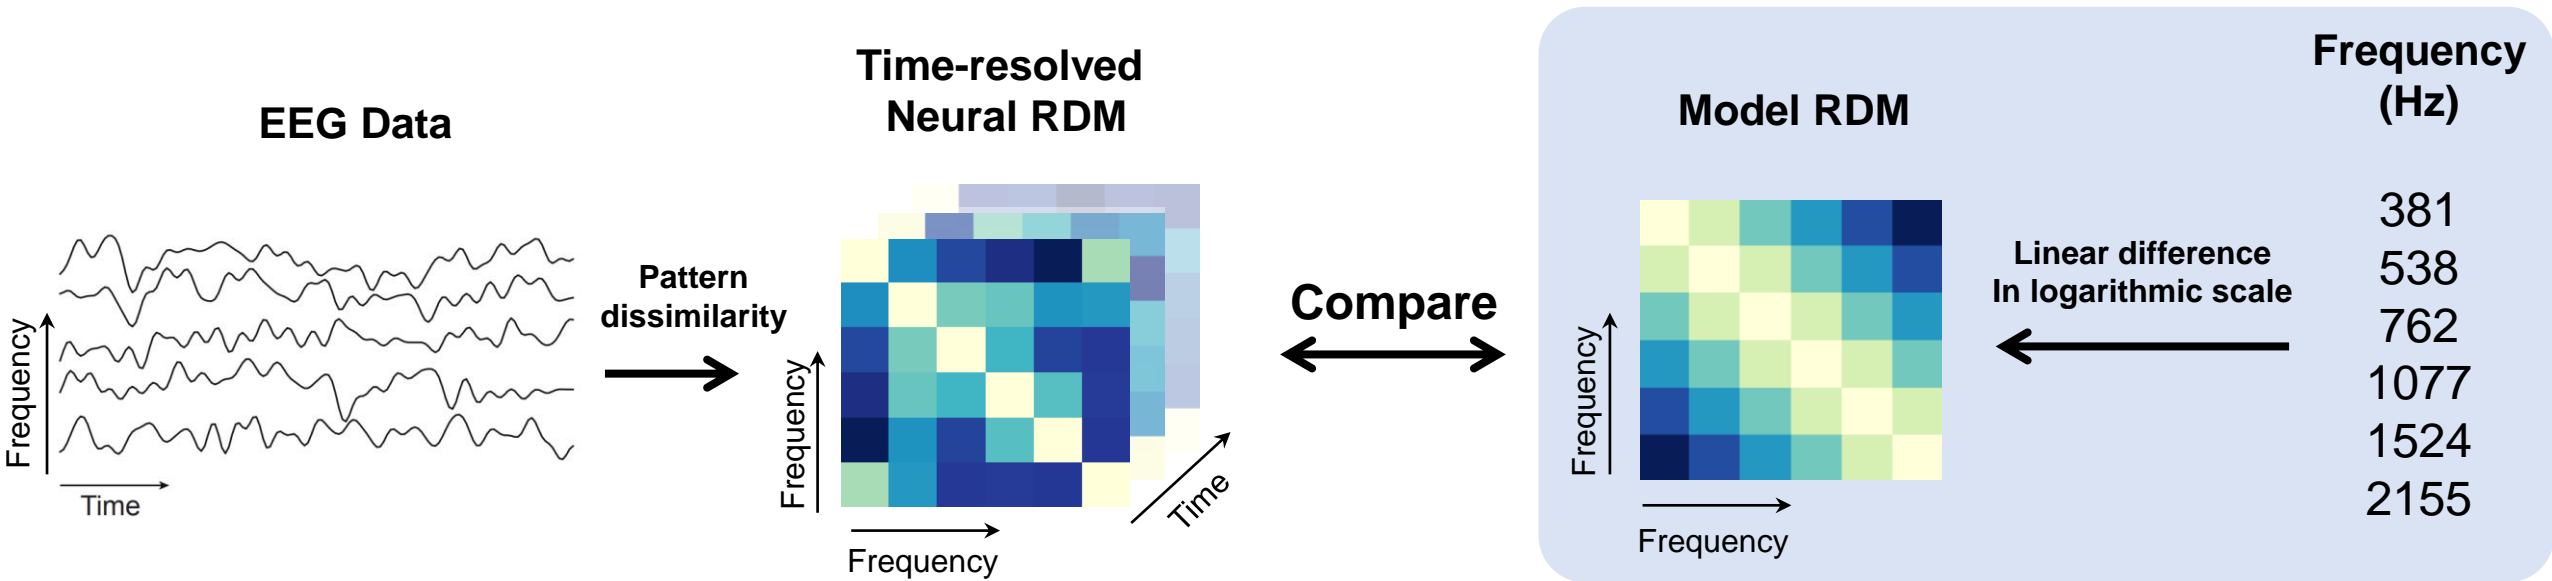 EEG Data
Frequency
Time
Pattern
dissimilarity
Time-resolved
Neural RDM
Frequency
Frequency
Time
Compare
Model RDM
Frequency
Frequency
Linear difference
In logarithmic scale
Frequency
(Hz)
381
538
762
1077
1524
2155